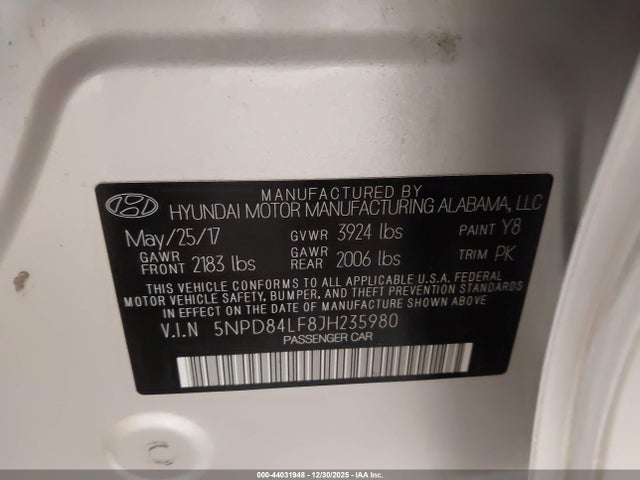 MANUFACTURED BY
HYUNDAI MOTOR MANUFACTURING ALABAMA, LLC
May/25/17 GVWR 3924 lbs PAINT Y8
GAWR FRONT 2183 lbs GAWR REAR 2006 lbs TRIM PK
THIS VEHICLE CONFORMS TO ALL APPLICABLE U.S.A. FEDERAL
MOTOR VEHICLE SAFETY, BUMPER, AND THEFT PREVENTION STANDARDS
IN EFFECT ON THE DATE OF MANUFACTURE SHOWN ABOVE
V.I.N 5NPD84LF8JH235980
PASSENGER CAR
000-44031948 - 12/30/2025 - IAA Inc.